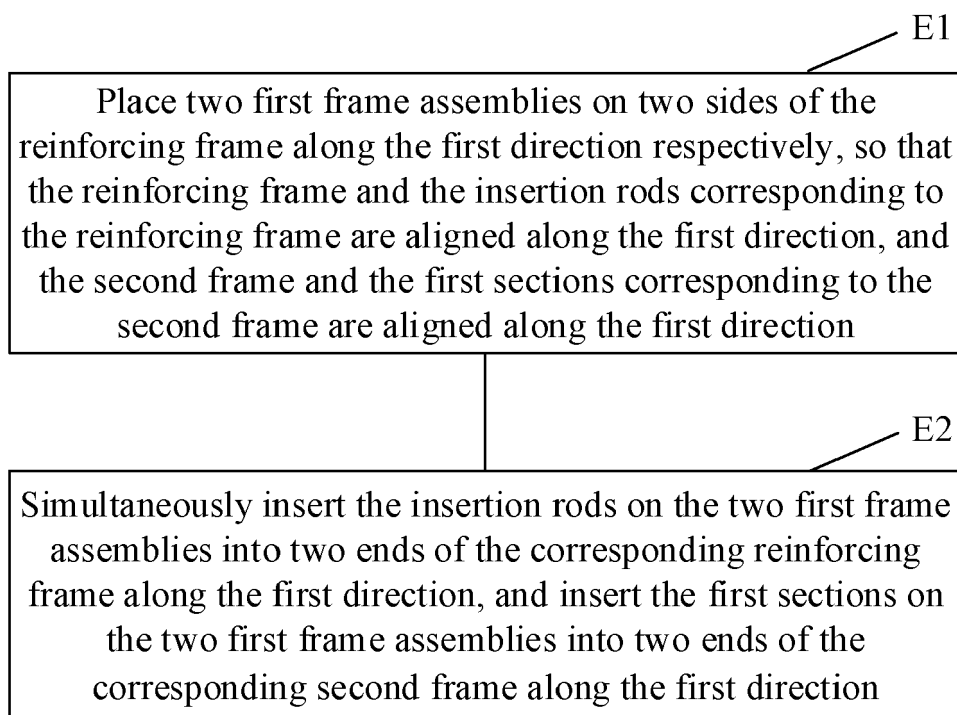 E1
Place two first frame assemblies on two sides of the
reinforcing frame along the first direction respectively, so that
the reinforcing frame and the insertion rods corresponding to
the reinforcing frame are aligned along the first direction, and
the second frame and the first sections corresponding to the
second frame are aligned along the first direction
E2
Simultaneously insert the insertion rods on the two first frame
assemblies into two ends of the corresponding reinforcing
frame along the first direction, and insert the first sections on
the two first frame assemblies into two ends of the
corresponding second frame along the first direction